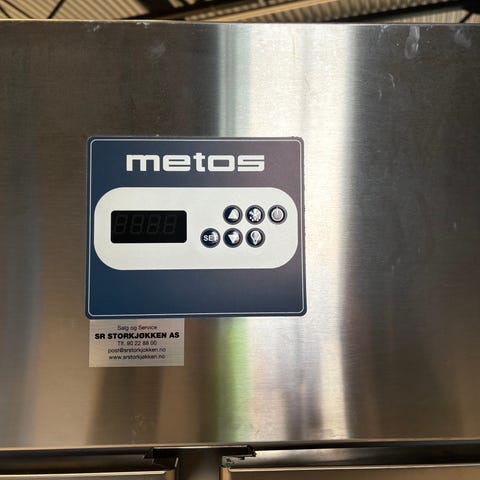 metos
SET
Salg og Service
SR STORKJØKKEN AS
Tlf. 90 22 88 00
post@srstorkjokken.no
www.srstorkjokken.no